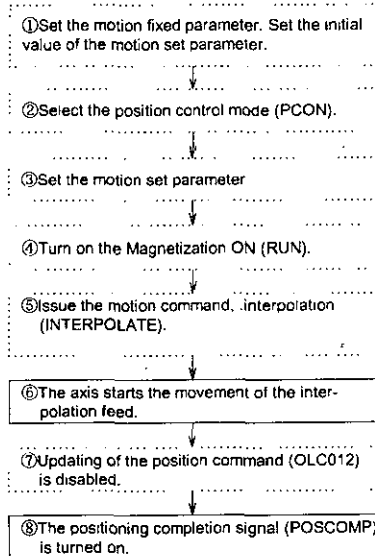 ①Set the motion fixed parameter. Set the initial
value of the motion set parameter.
②Select the position control mode (PCON).
③Set the motion set parameter
④Turn on the Magnetization ON (RUN).
⑤Issue the motion command, .interpolation
(INTERPOLATE).
⑥The axis starts the movement of the inter-
polation feed.
⑦Updating of the position command (OLC012)
is disabled.
⑧The positioning completion signal (POSCOMP)
is turned on.